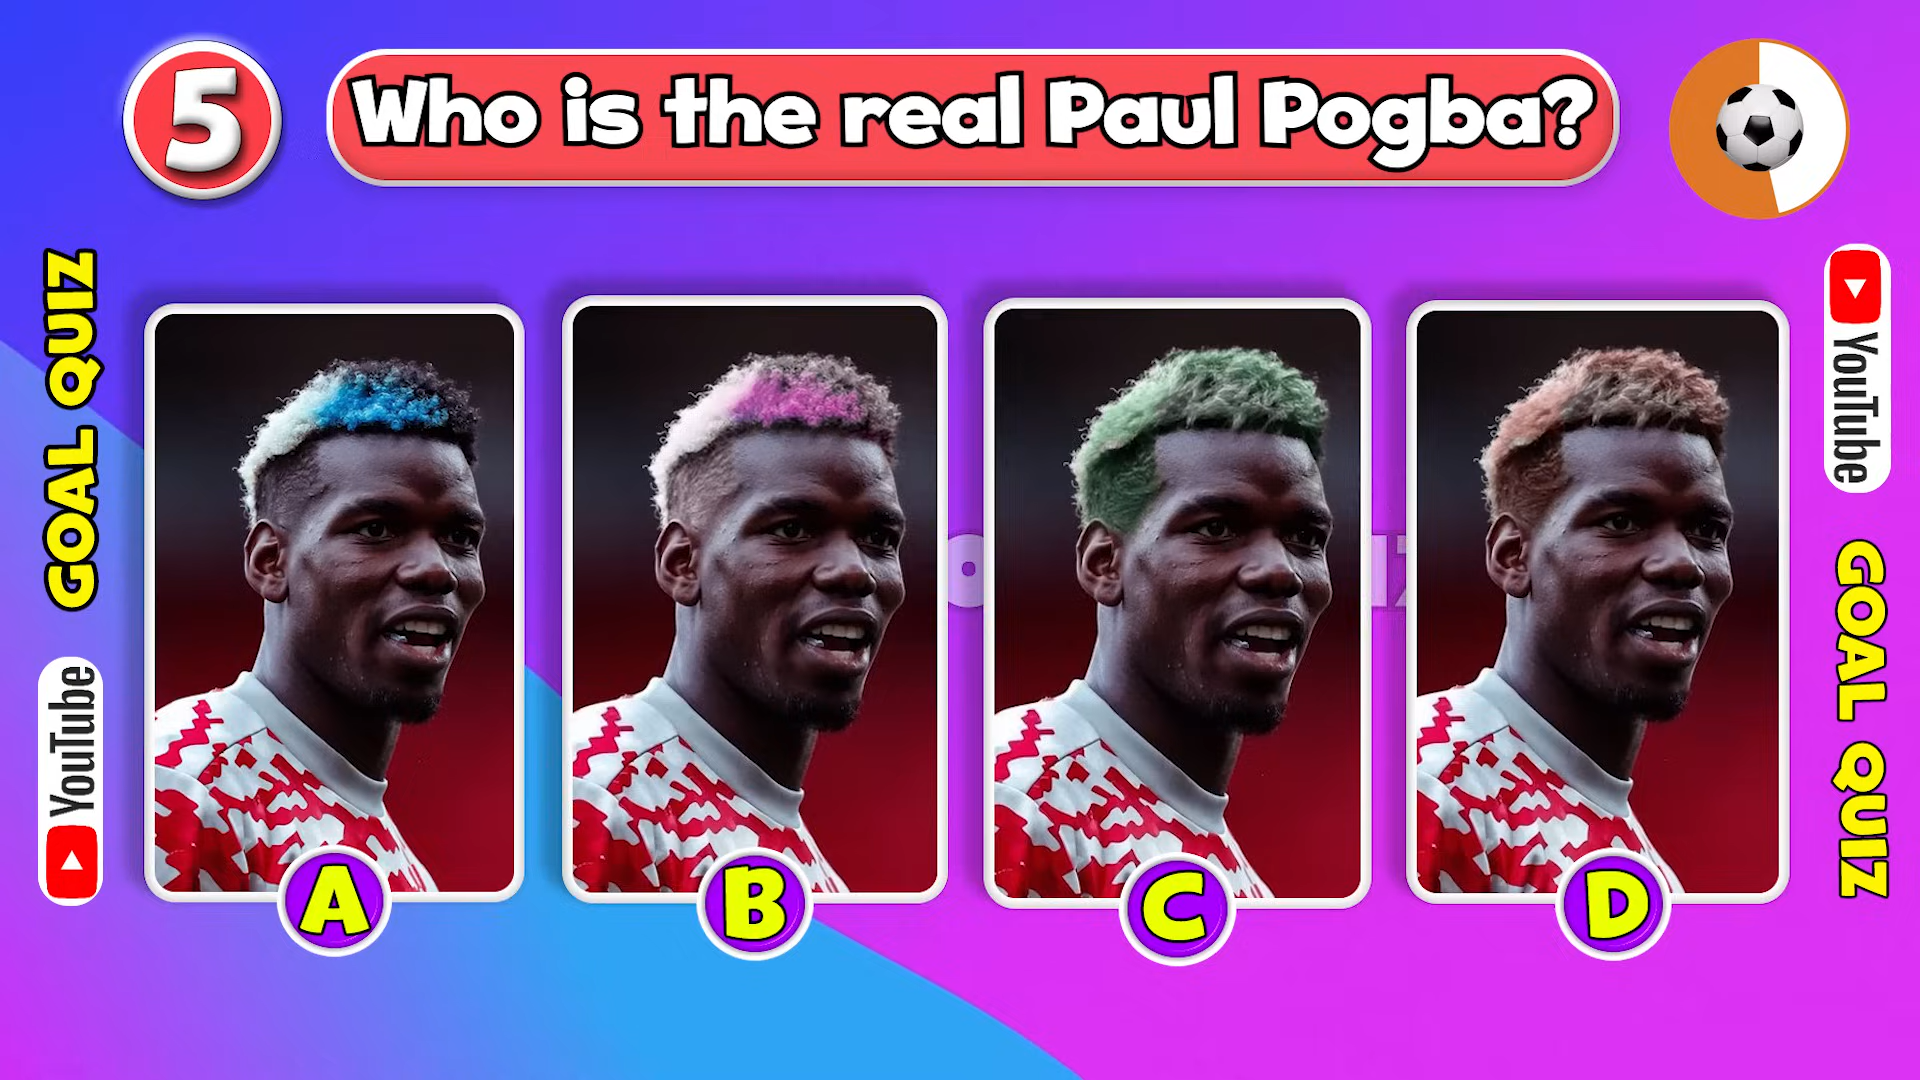 5
Who is the real Paul Pogba?
GOAL QUIZ
YouTube
YouTube
GOAL QUIZ
A
B
C
D